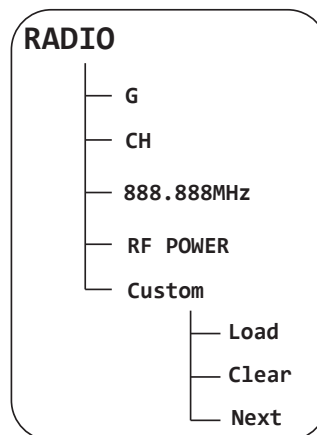 RADIO
G
CH
888.888MHz
RF POWER
Custom
Load
Clear
Next